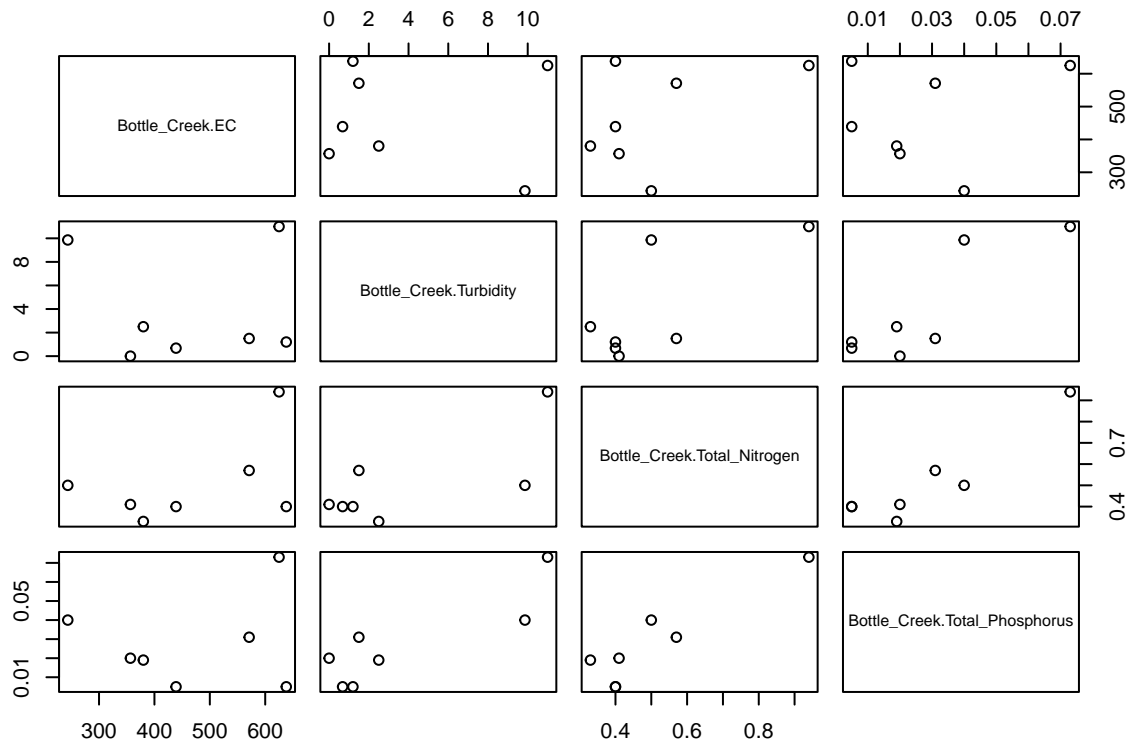 0 2 4 6 8 10
0.01 0.03 0.05 0.07
Bottle_Creek.EC
300 500
0 4 8
Bottle_Creek.Turbidity
Bottle_Creek.Total_Nitrogen
0.4 0.7
0.01 0.05
Bottle_Creek.Total_Phosphorus
300 400 500 600
0.4 0.6 0.8